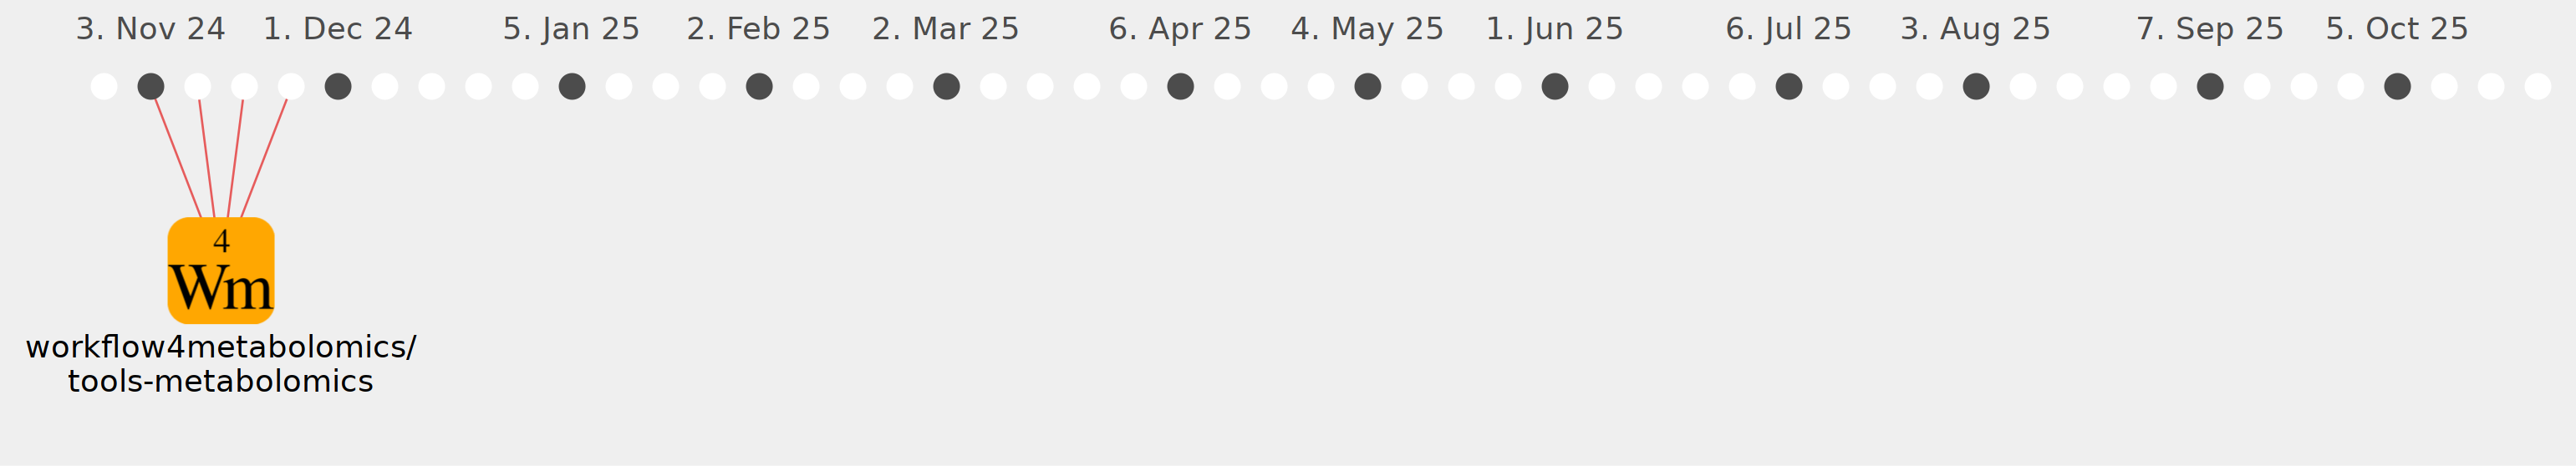 3. Nov 24 1. Dec 24 5. Jan 25 2. Feb 25 2. Mar 25 6. Apr 25 4. May 25 1. Jun 25 6. Jul 25 3. Aug 25 7. Sep 25 5. Oct 25
4
Wm
workflow4metabolomics/
tools-metabolomics